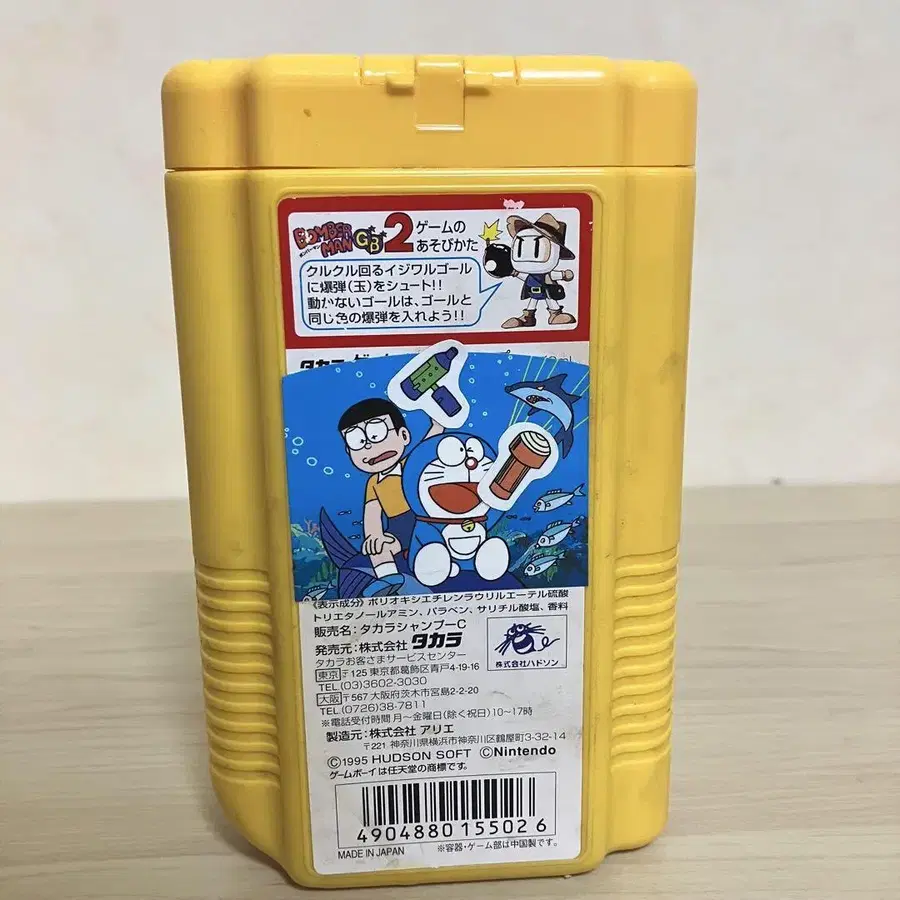 BOMBER MAN GB 2
ボンバーマン
ゲームの
あそびかた
クルクル回るイジワルゴール
に爆弾(玉)をシュート!!
動かないゴールは、ゴールと
同じ色の爆弾を入れよう!!
《表示成分》ポリオキシエチレンラウリルエーテル硫酸
トリエタノールアミン、パラベン、サリチル酸塩、香料
販売名:タカラシャンプーC
発売元:株式会社 タカラ
タカラお客さまサービスセンター
東京 〒125 東京都葛飾区青戸4-19-16
TEL (03)3602-3030
大阪 〒567 大阪府茨木市宮島2-2-20
TEL (0726)38-7811
※電話受付時間 月〜金曜日(除く祝日)10〜17時
株式会社ハドソン
製造元:株式会社 アリエ
〒221 神奈川県横浜市神奈川区鶴屋町3-32-14
©1995 HUDSON SOFT ©Nintendo
ゲームボーイは任天堂の商標です。
4904880155026
MADE IN JAPAN ※容器・ゲーム部は中国製です。